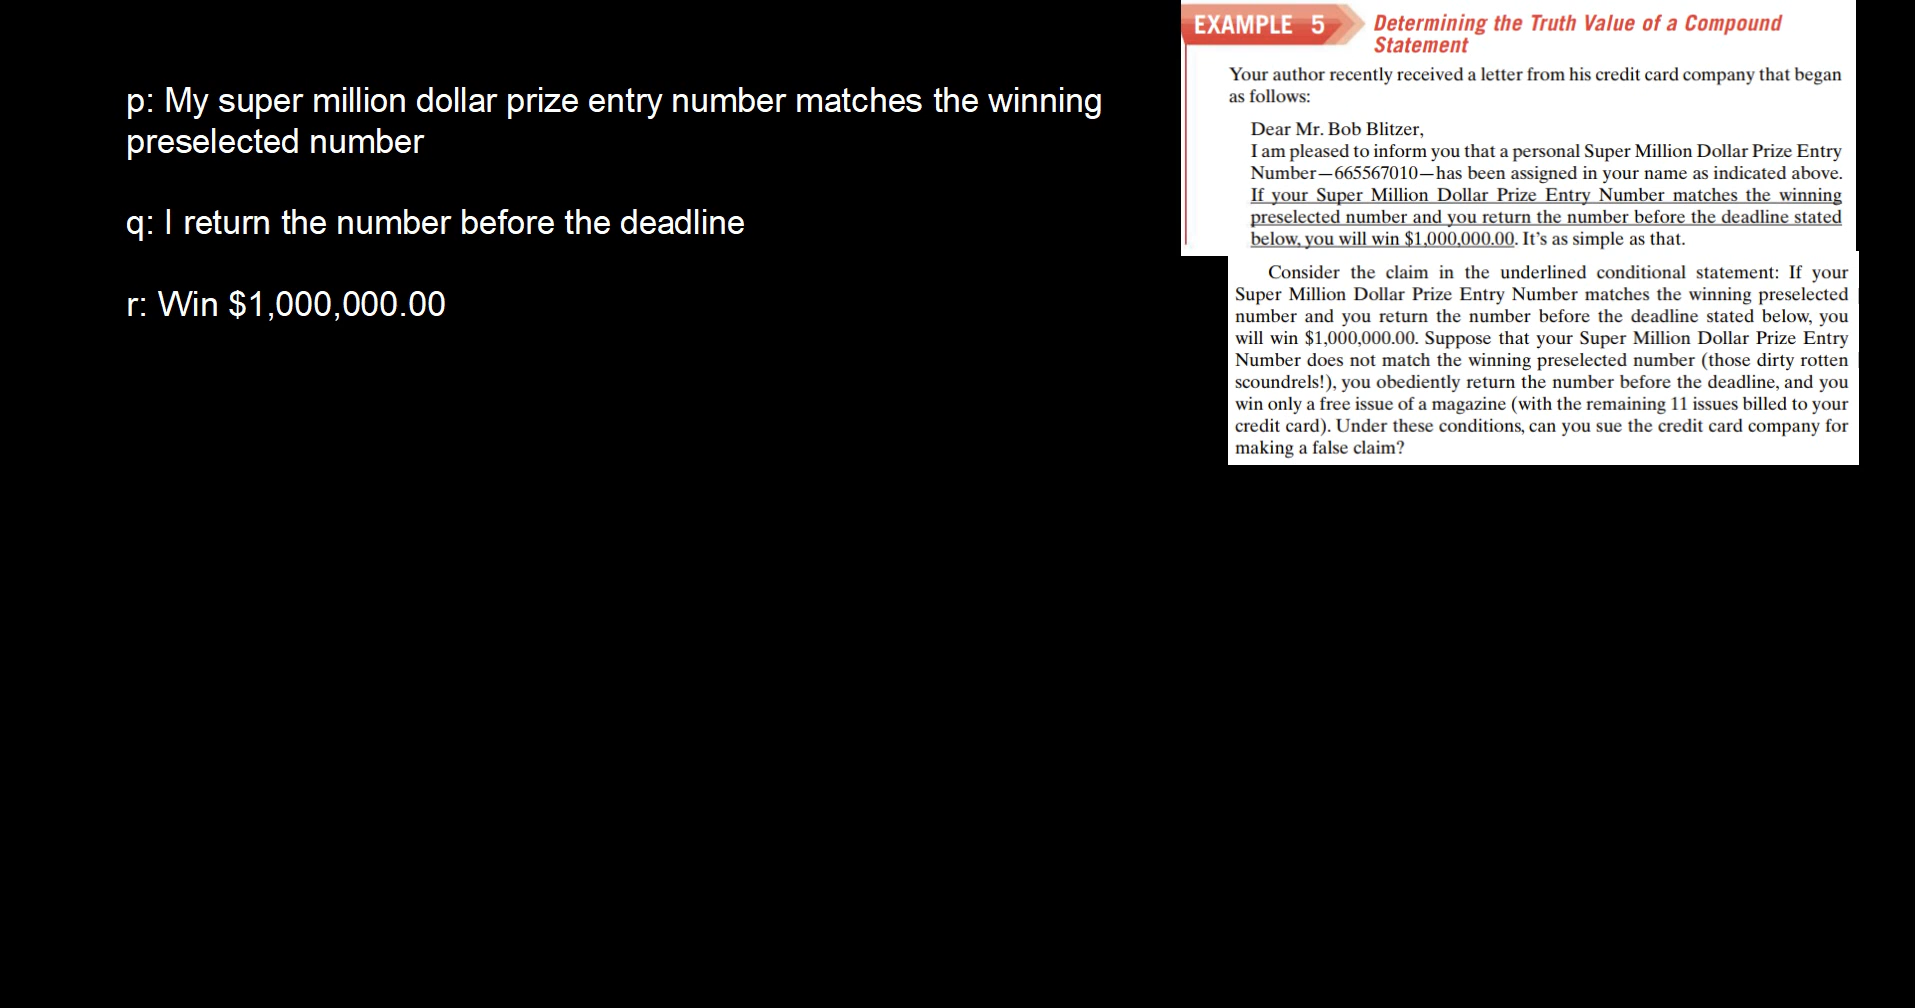 p: My super million dollar prize entry number matches the winning
preselected number
q: I return the number before the deadline
r: Win $1,000,000.00
EXAMPLE 5 Determining the Truth Value of a Compound
Statement
Your author recently received a letter from his credit card company that began
as follows:
Dear Mr. Bob Blitzer,
I am pleased to inform you that a personal Super Million Dollar Prize Entry
Number—665567010—has been assigned in your name as indicated above.
If your Super Million Dollar Prize Entry Number matches the winning
preselected number and you return the number before the deadline stated
below, you will win $1,000,000.00. It's as simple as that.
Consider the claim in the underlined conditional statement: If your
Super Million Dollar Prize Entry Number matches the winning preselected
number and you return the number before the deadline stated below, you
will win $1,000,000.00. Suppose that your Super Million Dollar Prize Entry
Number does not match the winning preselected number (those dirty rotten
scoundrels!), you obediently return the number before the deadline, and you
win only a free issue of a magazine (with the remaining 11 issues billed to your
credit card). Under these conditions, can you sue the credit card company for
making a false claim?